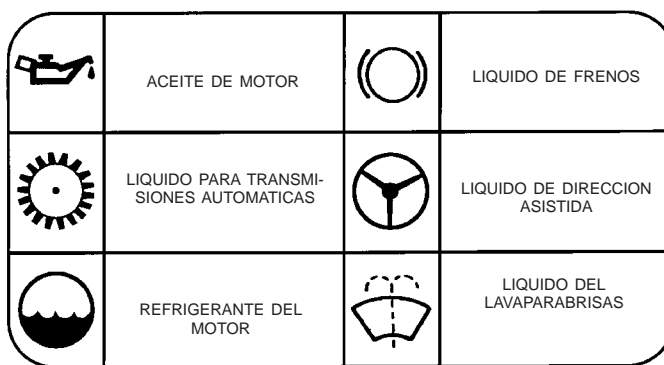 ACEITE DE MOTOR
LIQUIDO DE FRENOS
LIQUIDO PARA TRANSMI-
SIONES AUTOMATICAS
LIQUIDO DE DIRECCION
ASISTIDA
REFRIGERANTE DEL
MOTOR
LIQUIDO DEL
LAVAPARABRISAS